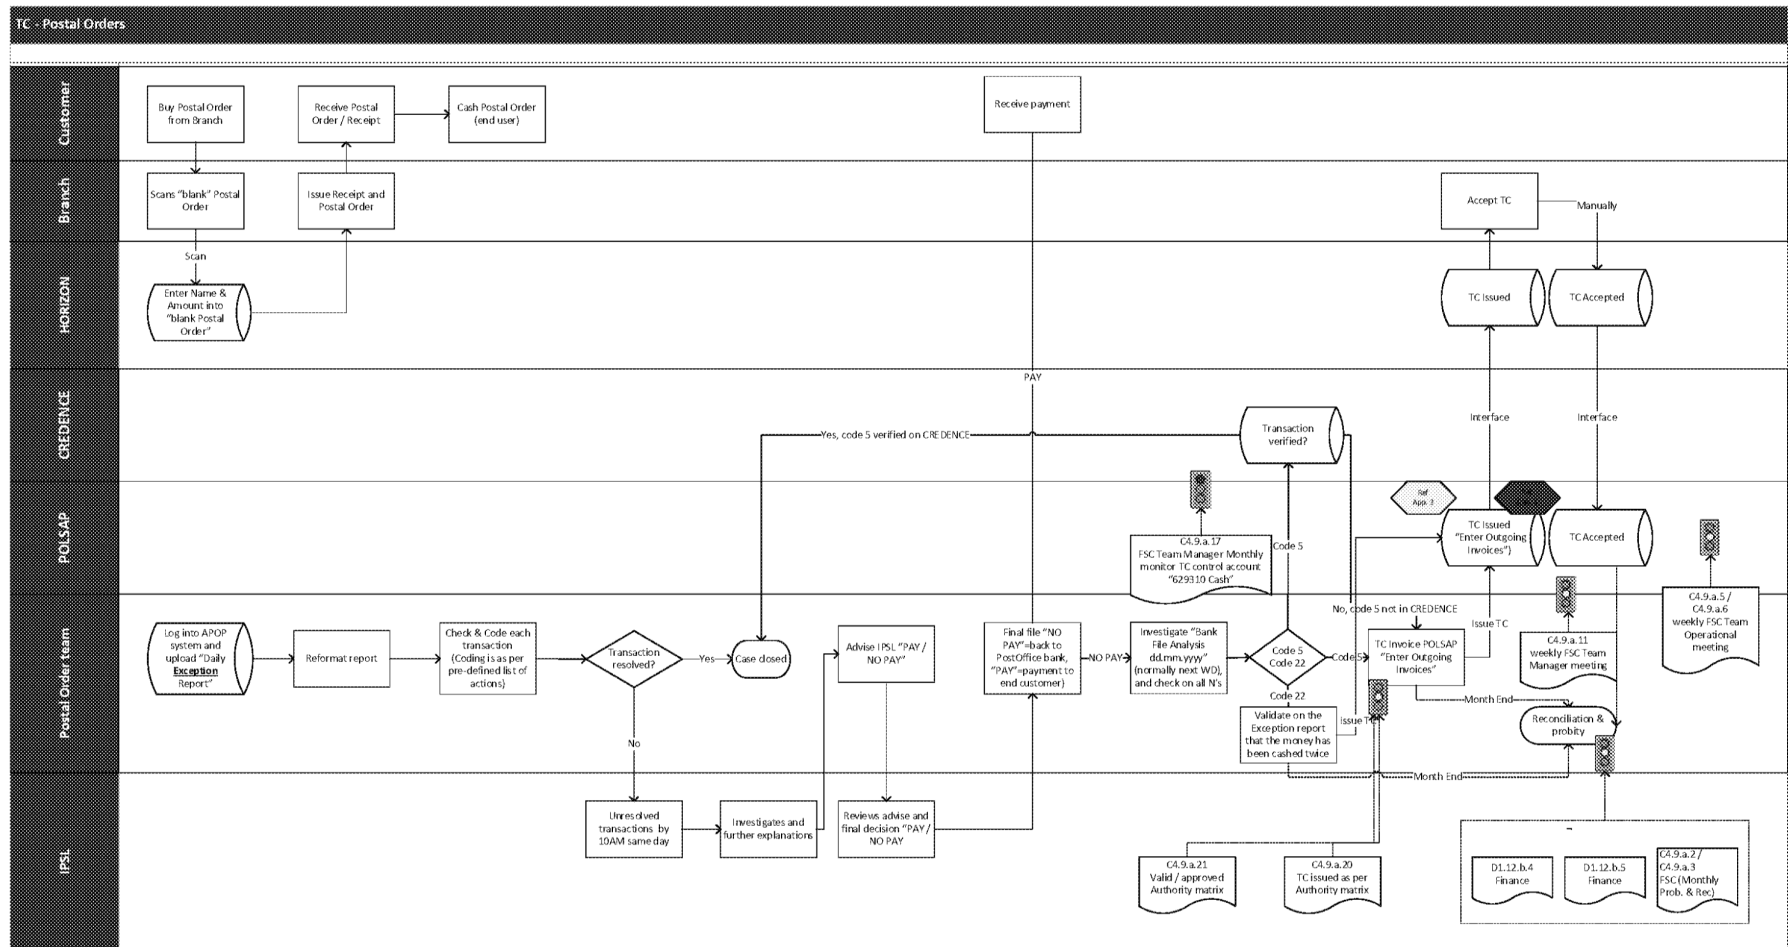 TC - Postal Orders
Customer
Buy Postal Order
from Branch
Receive Postal
Order / Receipt
Cash Postal Order
(end user)
Receive payment
Branch
Scans "blank" Postal
Order
Issue Receipt and
Postal Order
Accept TC
Manually
HORIZON
Scan
Enter Name &
Amount into
"blank Postal
Order"
TC Issued
TC Accepted
CREDENCE
PAY
Yes, code 5 verified on CREDENCE
Transaction
verified?
Interface
Interface
POLSAP
C4.9.a.17
FSC Team Manager Monthly
monitor TC control account
"629310 Cash"
Code 5
Ref
App. 3
TC Issued
"Enter Outgoing
Invoices")
TC Accepted
Postal Order team
Log into APOP
system and
upload "Daily
Exception
Report"
Reformat report
Check & Code each
transaction
(Coding is as per
pre-defined list of
actions)
Transaction
resolved?
Yes
Case closed
No
Advise IPSL "PAY /
NO PAY"
Final file "NO
PAY"=back to
PostOffice bank,
"PAY"=payment to
end customer)
NO PAY
Investigate "Bank
File Analysis
dd.mm.yyyy"
(normally next WD),
and check on all N's
Code 5
Code 22
Code 5
Code 22
Validate on the
Exception report
that the money has
been cashed twice
No, code 5 not in CREDENCE
Issue TC
TC Invoice POLSAP
"Enter Outgoing
Invoices"
Issue TC
Month End
C4.9.a.11
weekly FSC Team
Manager meeting
C4.9.a.5 /
C4.9.a.6
weekly FSC Team
Operational
meeting
Reconciliation &
probity
Month End
IPSL
Unresolved
transactions by
10AM same day
Investigates and
further explanations
Reviews advise and
final decision "PAY /
NO PAY
C4.9.a.21
Valid / approved
Authority matrix
C4.9.a.20
TC issued as per
Authority matrix
D1.12.b.4
Finance
D1.12.b.5
Finance
C4.9.a.2 /
C4.9.a.3
FSC (Monthly
Prob. & Rec)